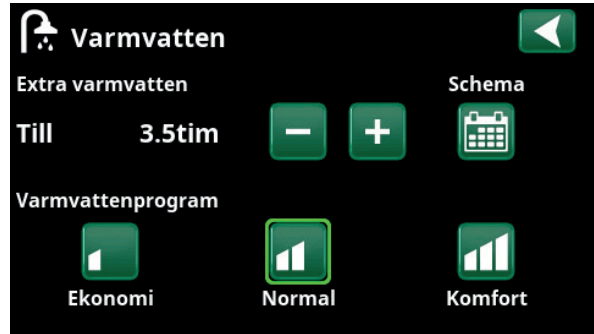 Varmvatten
Extra varmvatten Schema
Till 3.5tim − +
Varmvattenprogram
Ekonomi Normal Komfort